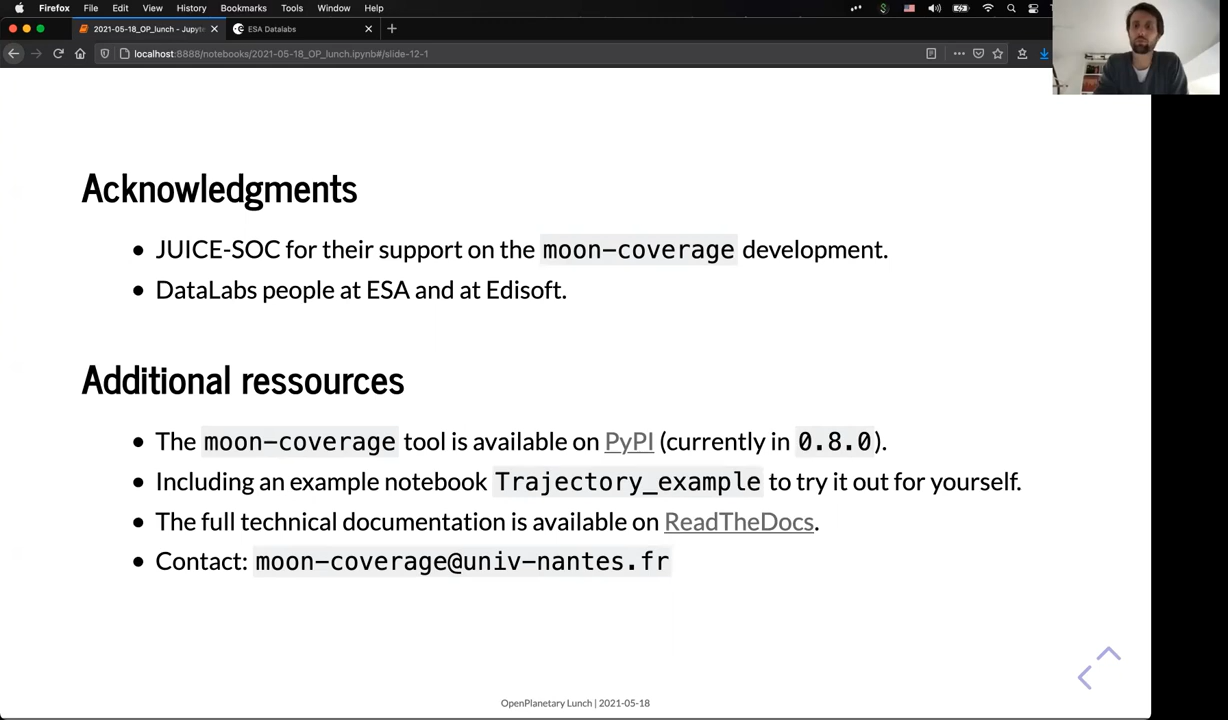 Firefox File Edit View History Bookmarks Tools Window Help
2021-05-18_OP_lunch - Jupyt
ESA Datalabs
localhost:8888/notebooks/2021-05-18_OP_lunch.ipynb#/slide-12-1
Acknowledgments
JUICE-SOC for their support on the moon-coverage development.
DataLabs people at ESA and at Edisoft.
Additional ressources
The moon-coverage tool is available on PyPI (currently in 0.8.0).
Including an example notebook Trajectory_example to try it out for yourself.
The full technical documentation is available on ReadTheDocs.
Contact: moon-coverage@univ-nantes.fr
OpenPlanetary Lunch | 2021-05-18